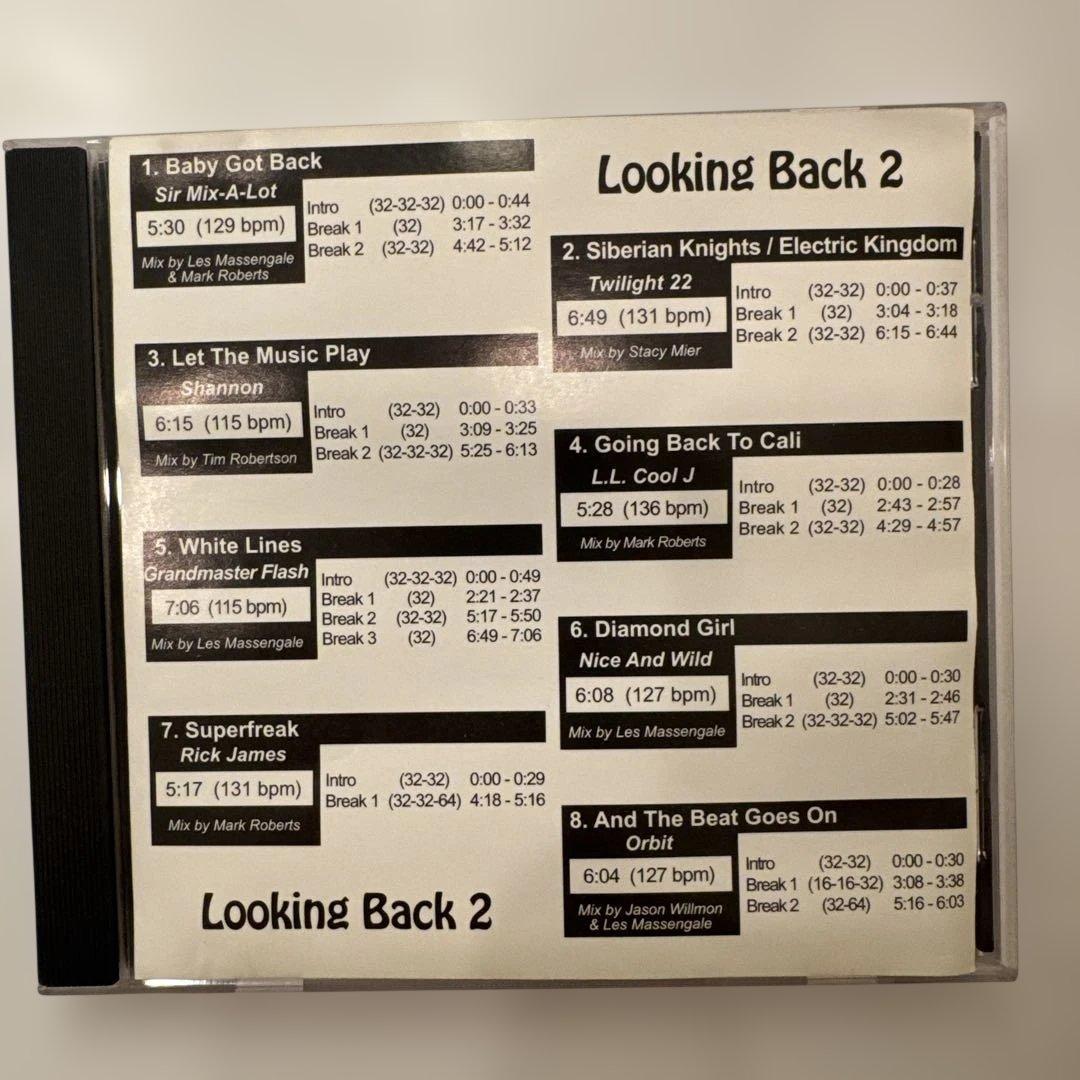 1. Baby Got Back
Sir Mix-A-Lot
5:30 (129 bpm)
Mix by Les Massengale
& Mark Roberts
Intro (32-32-32) 0:00 - 0:44
Break 1 (32) 3:17 - 3:32
Break 2 (32-32) 4:42 - 5:12
Looking Back 2
2. Siberian Knights / Electric Kingdom
Twilight 22
6:49 (131 bpm)
Mix by Stacy Mier
Intro (32-32) 0:00 - 0:37
Break 1 (32) 3:04 - 3:18
Break 2 (32-32) 6:15 - 6:44
3. Let The Music Play
Shannon
6:15 (115 bpm)
Mix by Tim Robertson
Intro (32-32) 0:00 - 0:33
Break 1 (32) 3:09 - 3:25
Break 2 (32-32-32) 5:25 - 6:13
4. Going Back To Cali
L.L. Cool J
5:28 (136 bpm)
Mix by Mark Roberts
Intro (32-32) 0:00 - 0:28
Break 1 (32) 2:43 - 2:57
Break 2 (32-32) 4:29 - 4:57
5. White Lines
Grandmaster Flash
7:06 (115 bpm)
Mix by Les Massengale
Intro (32-32-32) 0:00 - 0:49
Break 1 (32) 2:21 - 2:37
Break 2 (32-32) 5:17 - 5:50
Break 3 (32) 6:49 - 7:06
6. Diamond Girl
Nice And Wild
6:08 (127 bpm)
Mix by Les Massengale
Intro (32-32) 0:00 - 0:30
Break 1 (32) 2:31 - 2:46
Break 2 (32-32-32) 5:02 - 5:47
7. Superfreak
Rick James
5:17 (131 bpm)
Mix by Mark Roberts
Intro (32-32) 0:00 - 0:29
Break 1 (32-32-64) 4:18 - 5:16
8. And The Beat Goes On
Orbit
6:04 (127 bpm)
Mix by Jason Willmon
& Les Massengale
Intro (32-32) 0:00 - 0:30
Break 1 (16-16-32) 3:08 - 3:38
Break 2 (32-64) 5:16 - 6:03
Looking Back 2